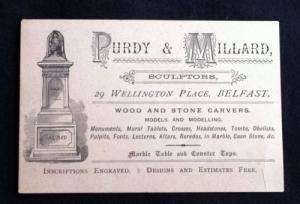 PURDY & MILLARD,
SCULPTORS,
29 WELLINGTON PLACE, BELFAST.
WOOD AND STONE CARVERS.
MODELS AND MODELLING.
Monuments, Mural Tablets, Crosses, Headstones, Tombs, Obelisks,
Pulpits, Fonts, Lecterns, Altars, Reredos, in Marble, Caen Stone, &c.
Marble Table and Counter Tops.
INSCRIPTIONS ENGRAVED, DESIGNS AND ESTIMATES FREE.